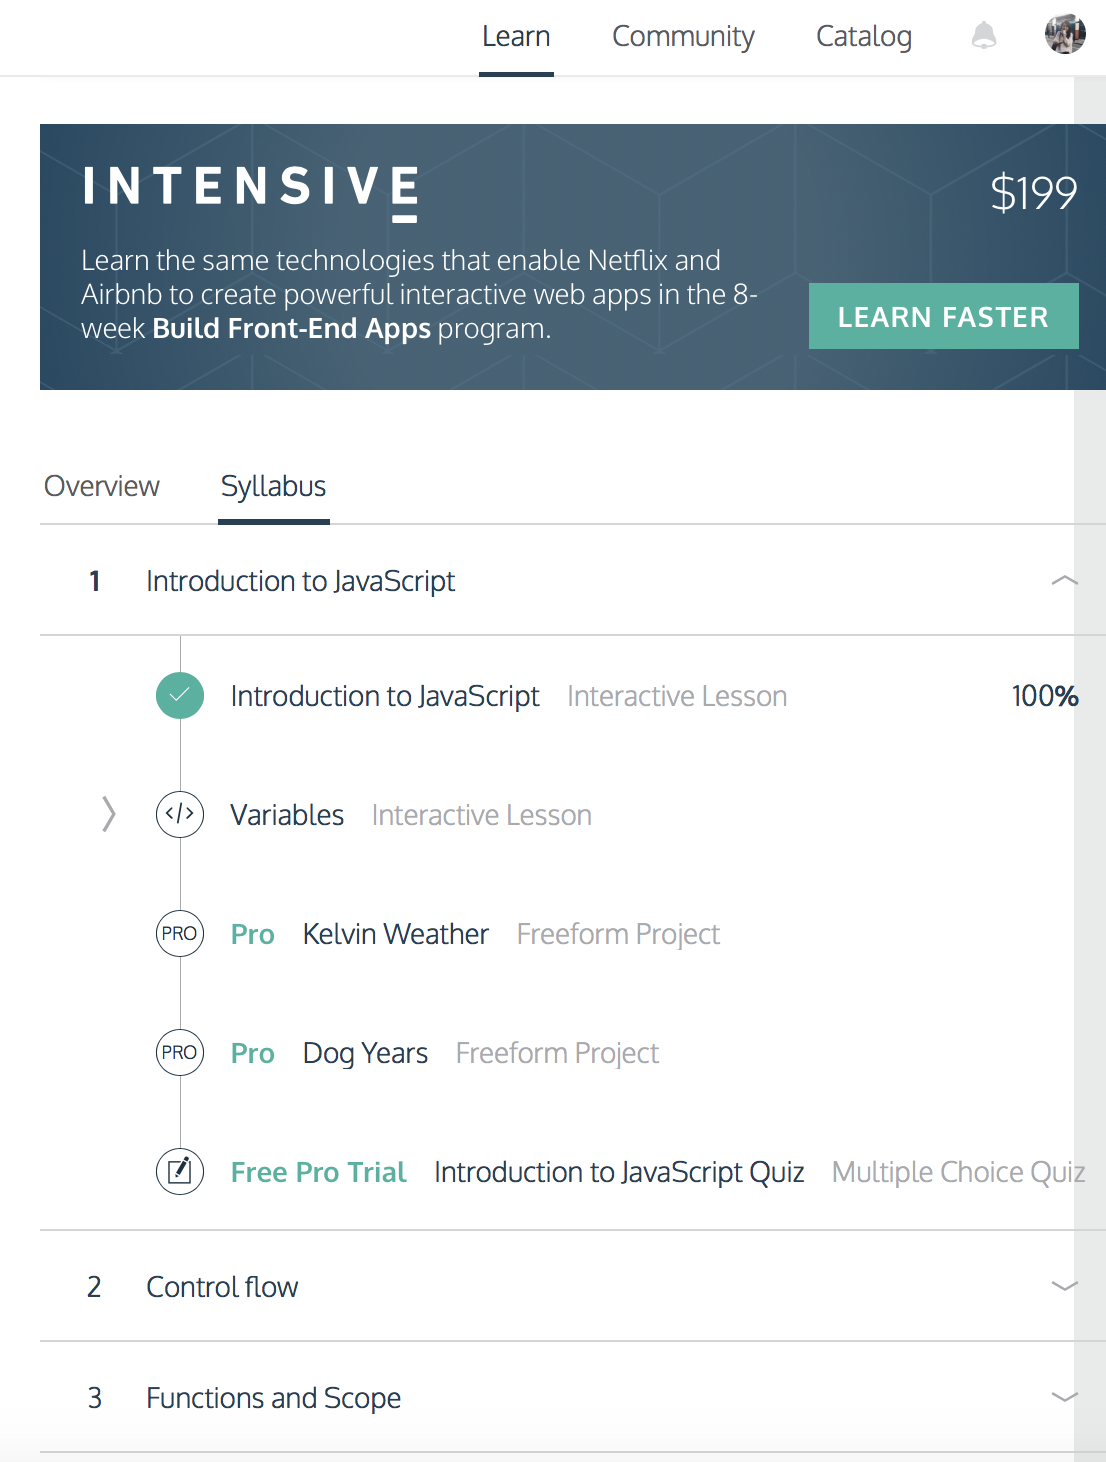 Learn Community Catalog
INTENSIVE
$199
Learn the same technologies that enable Netflix and
Airbnb to create powerful interactive web apps in the 8-
week Build Front-End Apps program.
LEARN FASTER
Overview Syllabus
1 Introduction to JavaScript
Introduction to JavaScript Interactive Lesson 100%
</> Variables Interactive Lesson
PRO Pro Kelvin Weather Freeform Project
PRO Pro Dog Years Freeform Project
Free Pro Trial Introduction to JavaScript Quiz Multiple Choice Quiz
2 Control flow
3 Functions and Scope